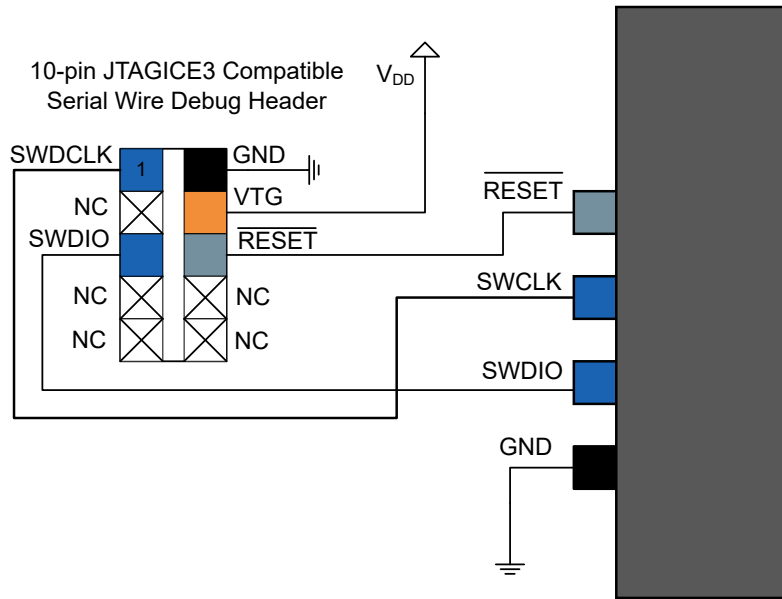 10-pin JTAGICE3 Compatible
Serial Wire Debug Header
VDD
SWDCLK
1
GND
NC
VTG
SWDIO
RESET
NC
NC
NC
NC
RESET
SWCLK
SWDIO
GND